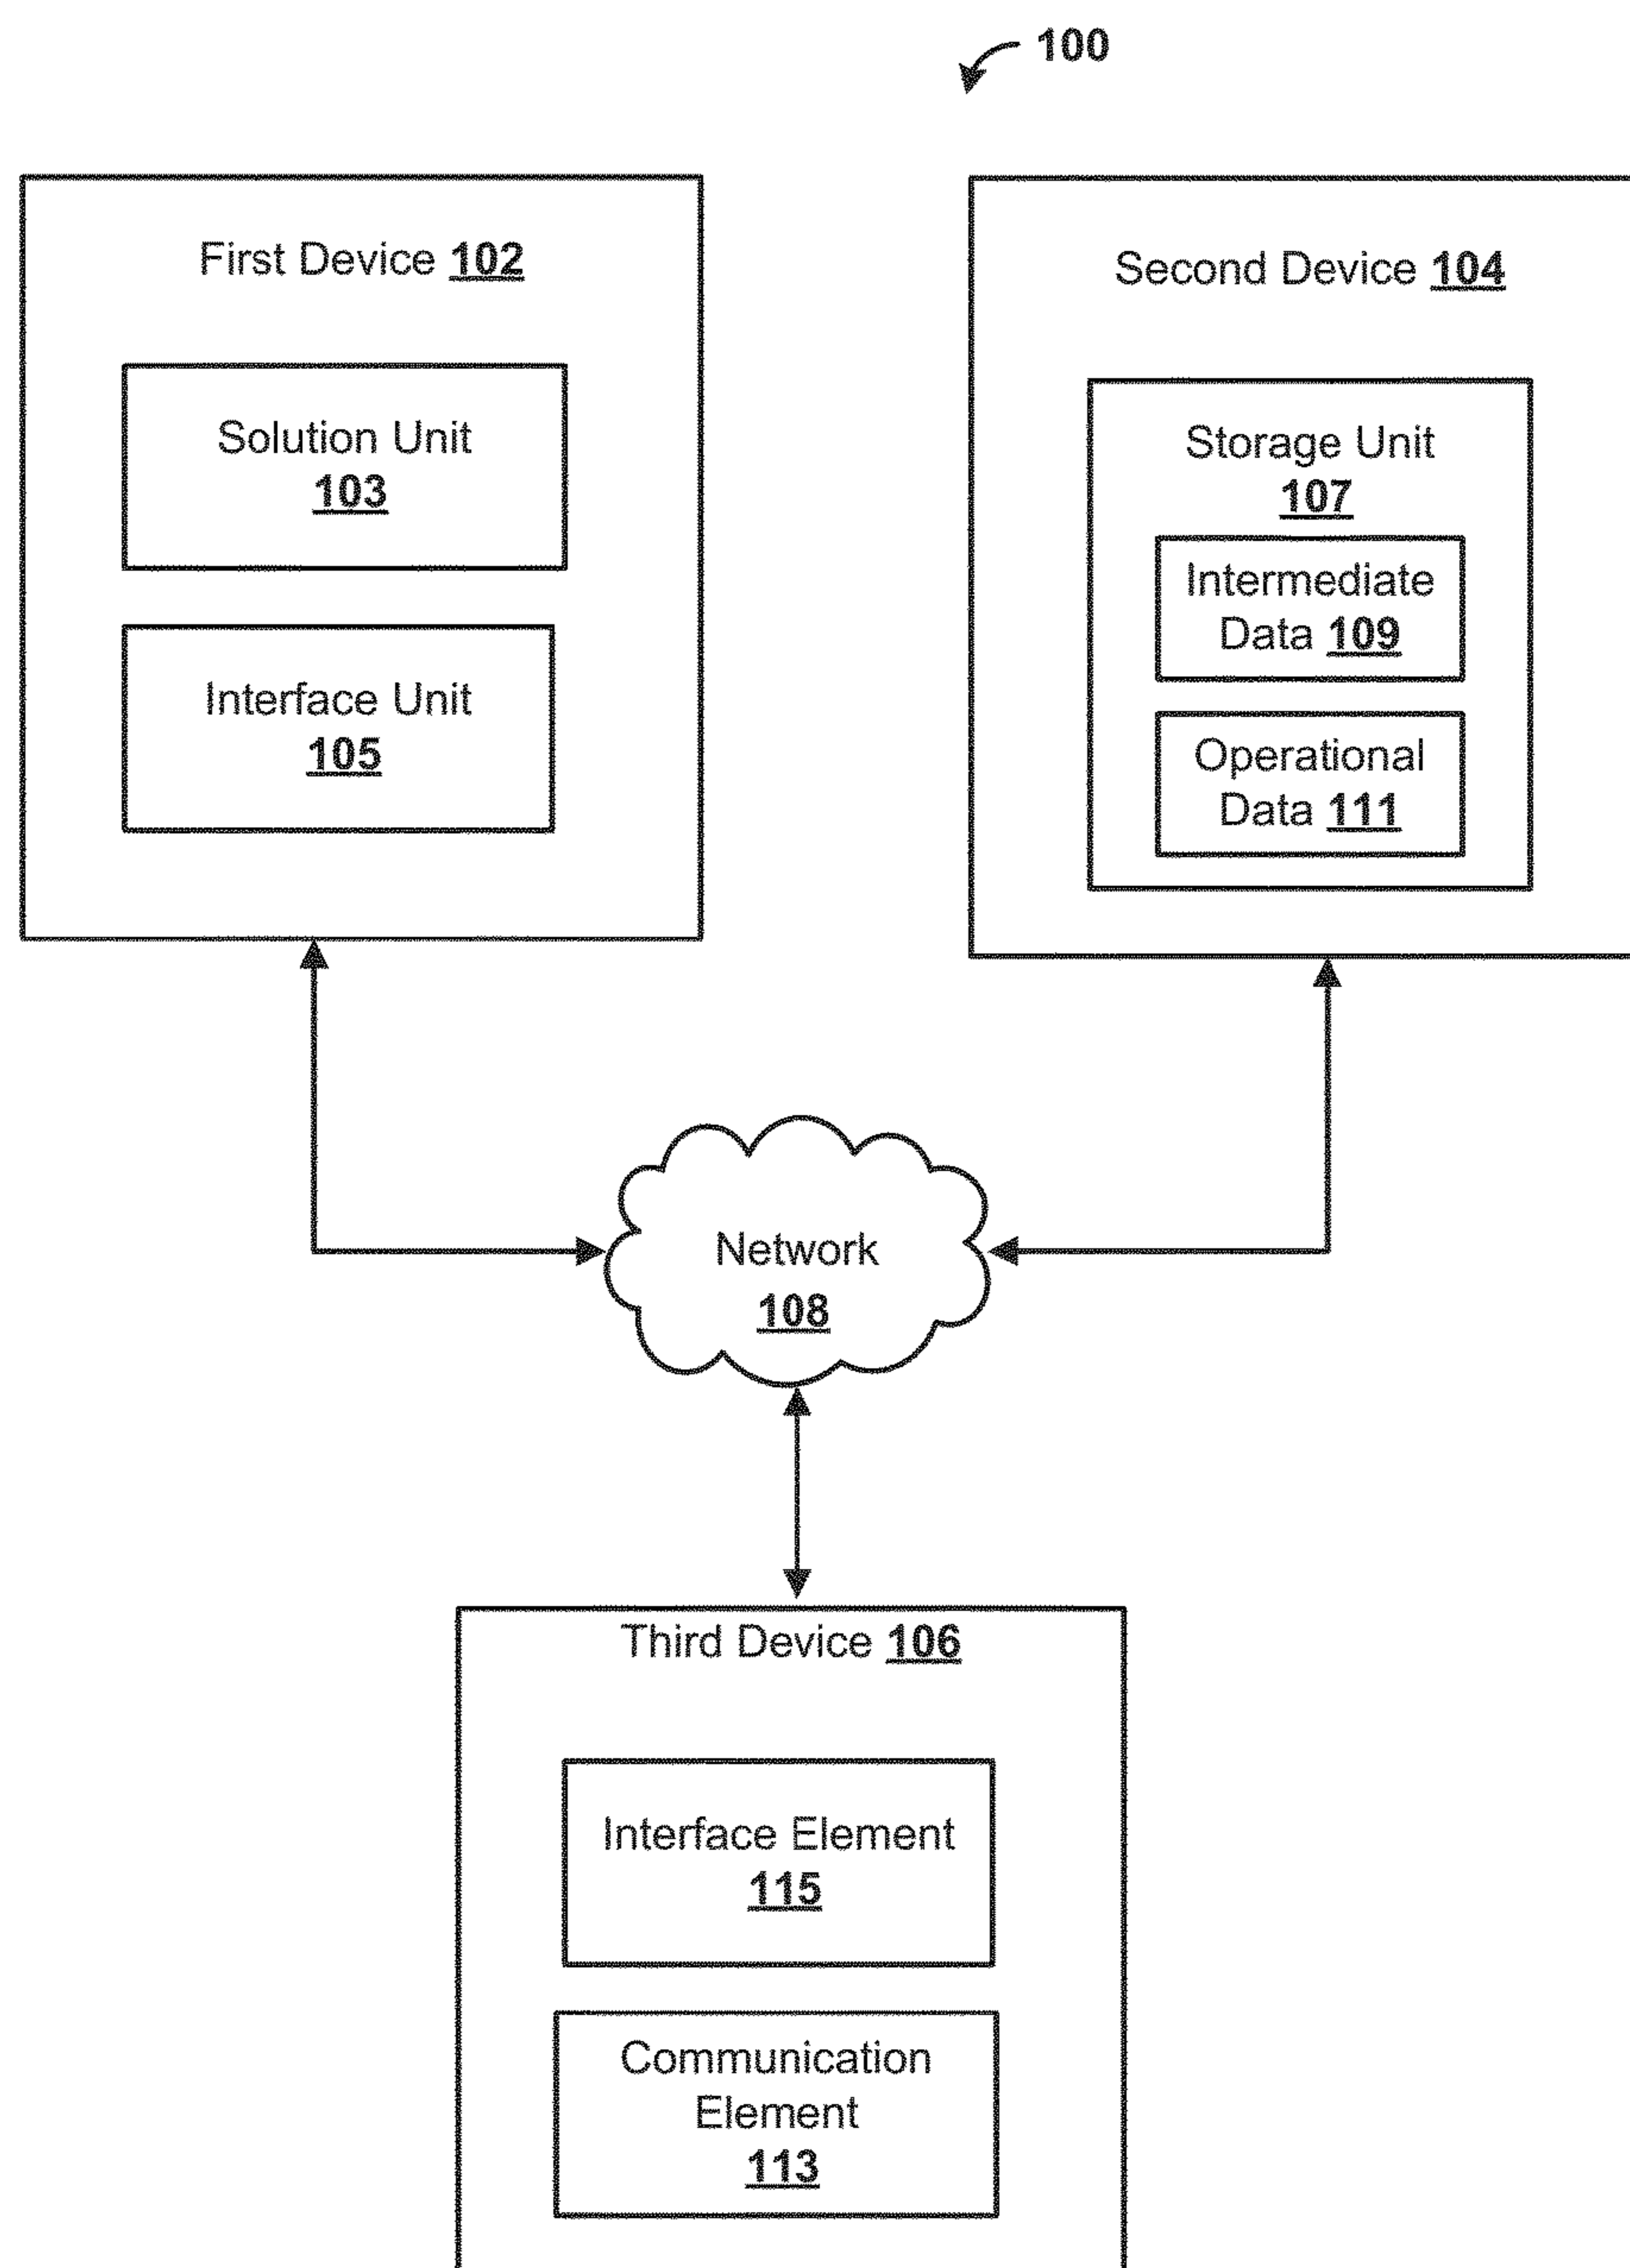 100
First Device 102
Solution Unit
103
Interface Unit
105
Second Device 104
Storage Unit
107
Intermediate
Data 109
Operational
Data 111
Network
108
Third Device 106
Interface Element
115
Communication
Element
113